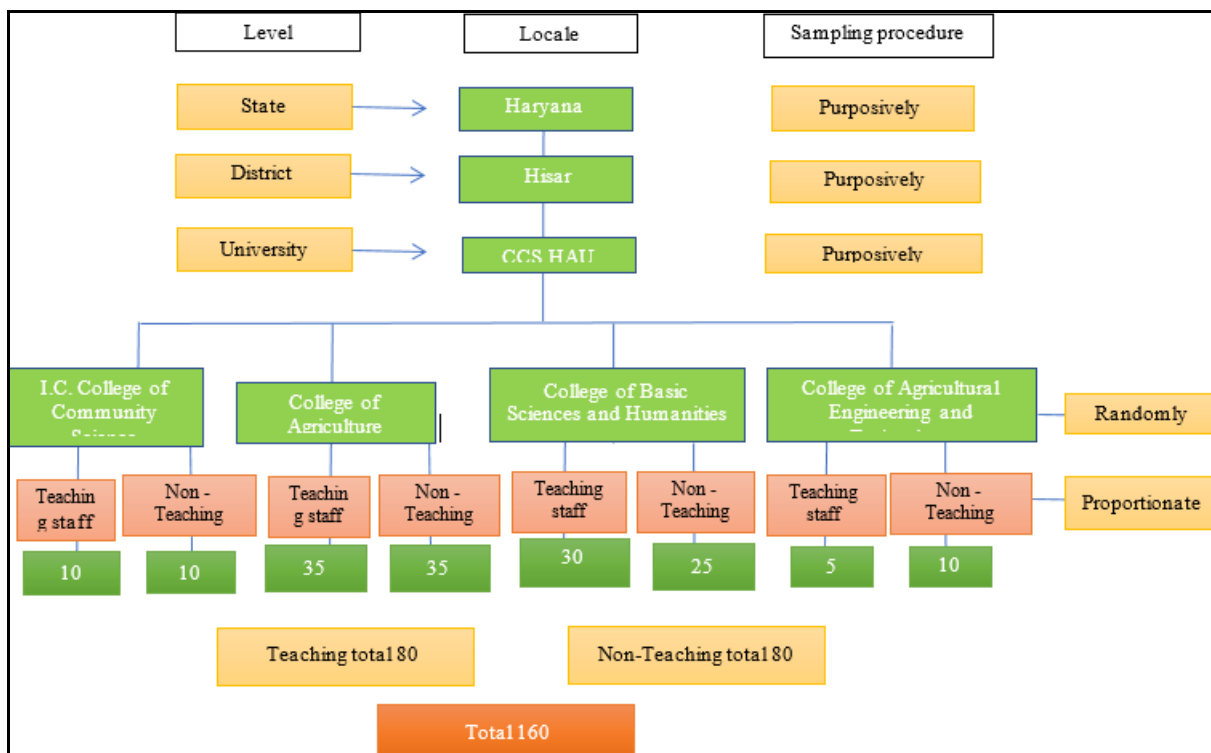 Level
Locale
Sampling procedure
State
Haryana
Purposively
District
Hisar
Purposively
University
CCS HAU
Purposively
I.C. College of
Community
College of
Agriculture
College of Basic
Sciences and Humanities
College of Agricultural
Engineering and
Randomly
Teachin
g staff
Non -
Teaching
Teachin
g staff
Non -
Teaching
Teaching
staff
Non -
Teaching
Teaching
staff
Non -
Teaching
Proportionate
10
10
35
35
30
25
5
10
Teaching total 80
Non-Teaching total 80
Total 160